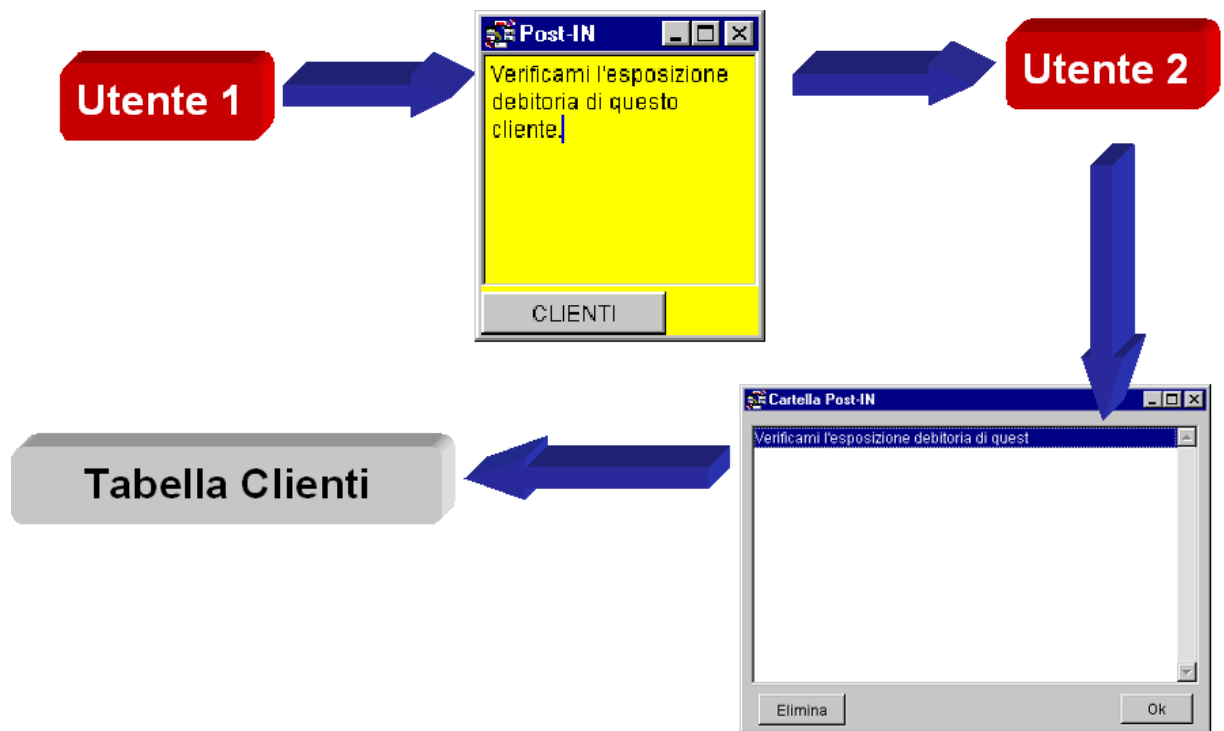 Post-IN
Utente 1
Verificami l'esposizione
debitoria di questo
cliente.
CLIENTI
Utente 2
Cartella Post-IN
Verificami l'esposizione debitoria di quest
Tabella Clienti
Elimina
Ok